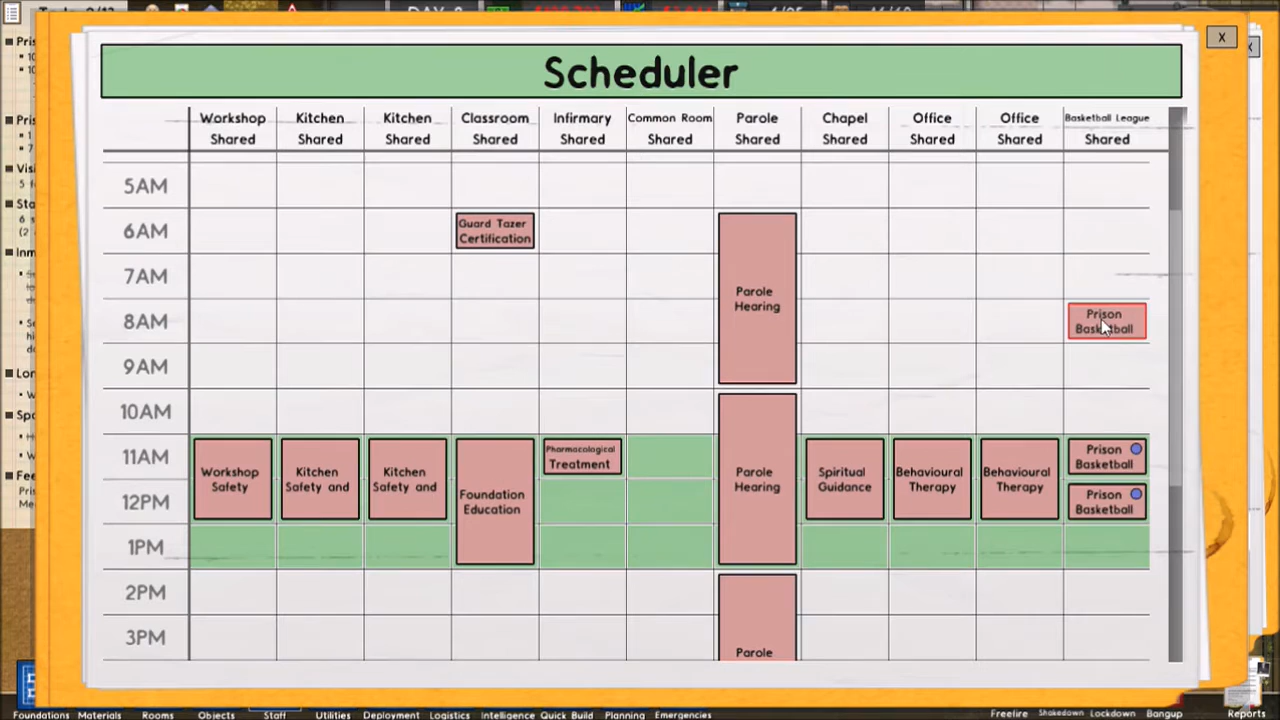 X
Scheduler
Workshop Kitchen Kitchen Classroom Infirmary Common Room Parole Chapel Office Office Basketball League
Shared Shared Shared Shared Shared Shared Shared Shared Shared Shared Shared
5AM
6AM
Guard Tazer
Certification
7AM
Parole
Hearing
8AM
Prison
Basketball
9AM
10AM
11AM
Workshop
Safety
Kitchen
Safety and
Kitchen
Safety and
Foundation
Education
Pharmacological
Treatment
Parole
Hearing
Spiritual
Guidance
Behavioural
Therapy
Behavioural
Therapy
Prison
Basketball
12PM
Prison
Basketball
1PM
2PM
3PM
Parole
Foundations Materials Rooms Objects Staff Utilities Deployment Logistics Intelligence Quick Build Planning Emergencies Freefire Shakedown Lockdown Bangup Reports